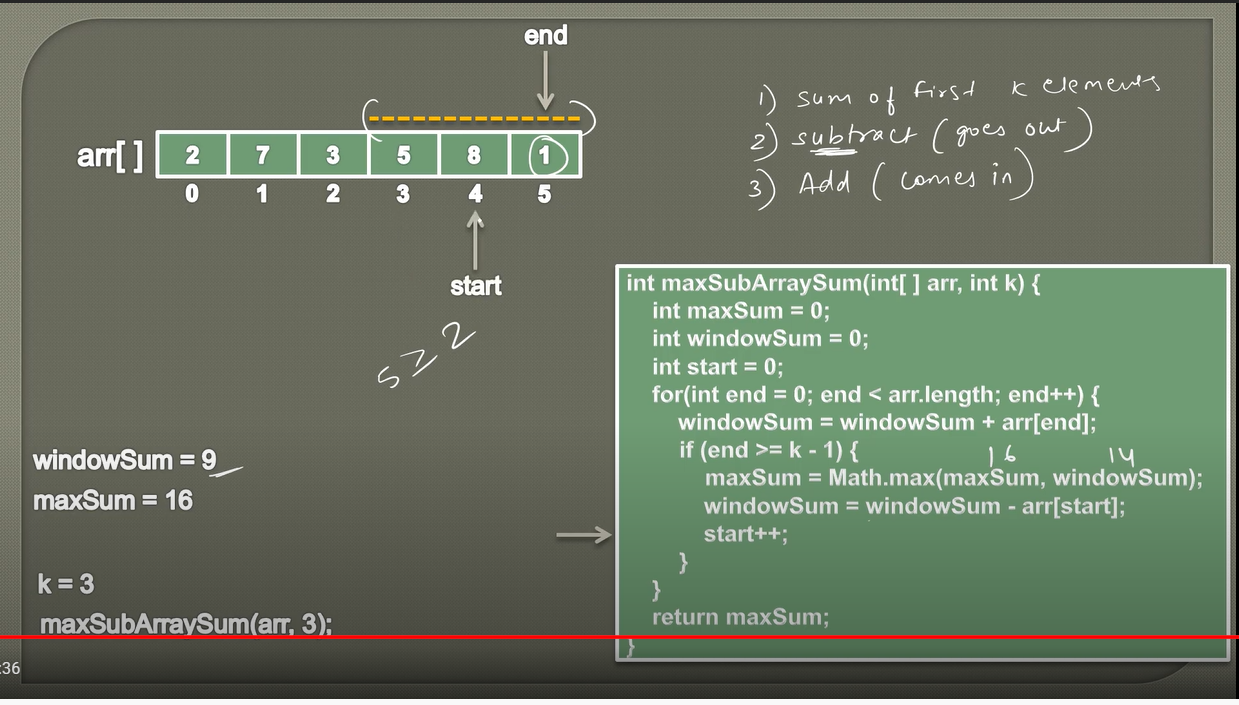 end
1) sum of first k elements
2) subtract (goes out)
3) Add (comes in)
arr[ ] 2 7 3 5 8 1
0 1 2 3 4 5
start
5 ≥ 2
windowSum = 9
maxSum = 16
k = 3
maxSubArraySum(arr, 3);
int maxSubArraySum(int[ ] arr, int k) {
int maxSum = 0;
int windowSum = 0;
int start = 0;
for(int end = 0; end < arr.length; end++) {
windowSum = windowSum + arr[end];
if (end >= k - 1) {
16 14
maxSum = Math.max(maxSum, windowSum);
windowSum = windowSum - arr[start];
start++;
}
}
return maxSum;
}
:36